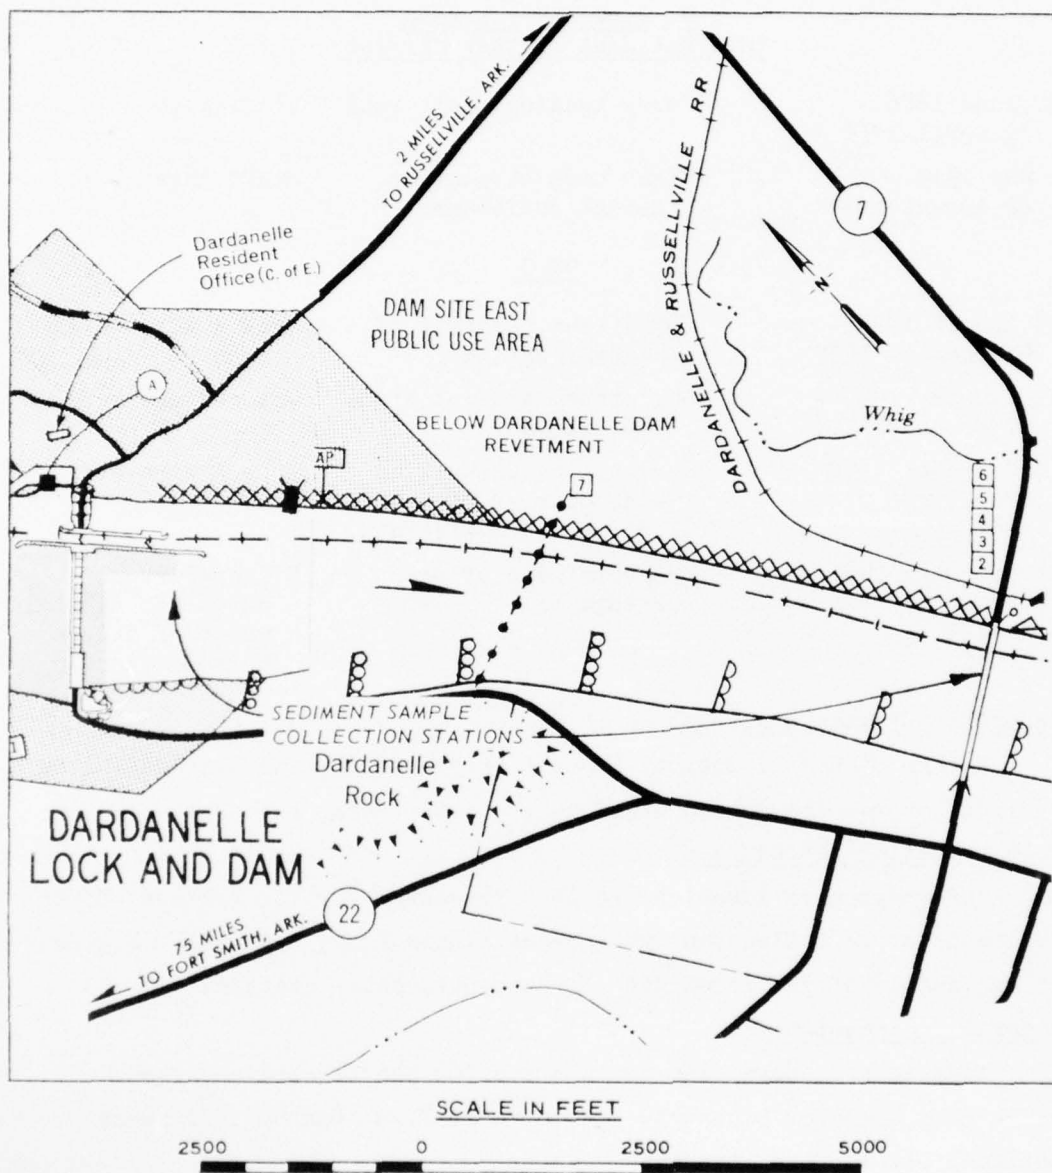 2 MILES
TO RUSSELLVILLE, ARK.
DARDANELLE & RUSSELLVILLE RR
7
Dardanelle
Resident
Office (C. of E.)
N
DAM SITE EAST
PUBLIC USE AREA
A
BELOW DARDANELLE DAM
REVETMENT
Whig
AP
7
6
5
4
3
2
SEDIMENT SAMPLE
COLLECTION STATIONS
Dardanelle
Rock
1
DARDANELLE
LOCK AND DAM
22
75 MILES
TO FORT SMITH, ARK.
SCALE IN FEET
2500 0 2500 5000